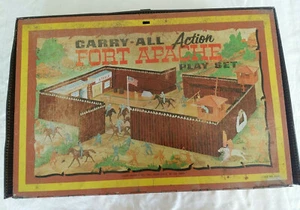 CARRY-ALL Action
FORT APACHE
PLAY SET